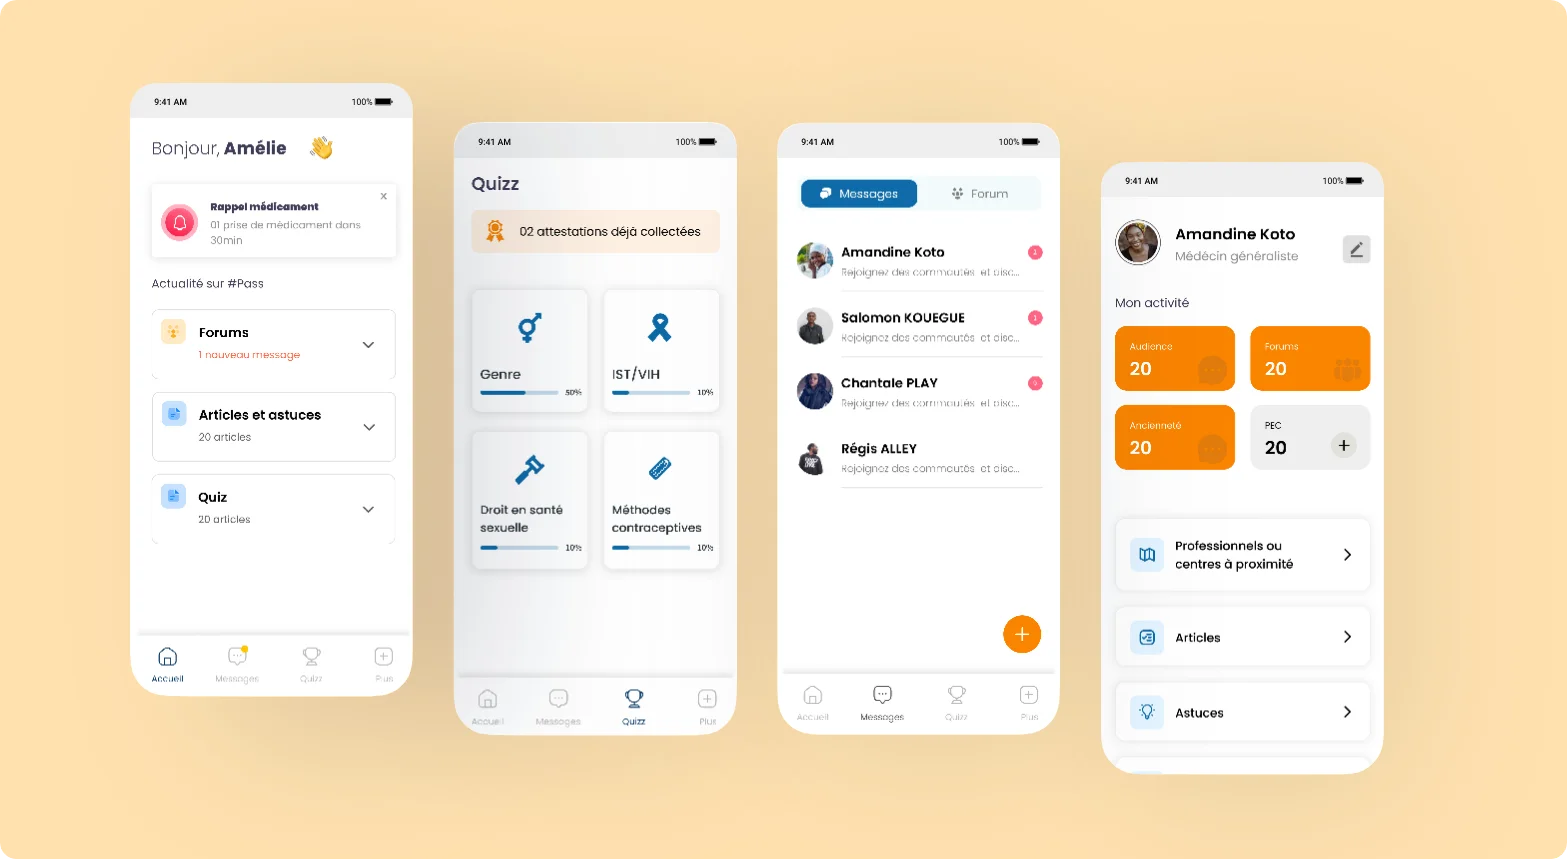 9:41 AM 100%
Bonjour, Amélie
Rappel médicament
01 prise de médicament dans
30min
Actualité sur #Pass
Forums
1 nouveau message
Articles et astuces
20 articles
Quiz
20 articles
Accueil Messages Quizz Plus
9:41 AM 100%
Quizz
02 attestations déjà collectées
Genre
50%
IST/VIH
10%
Droit en santé
sexuelle
10%
Méthodes
contraceptives
10%
Accueil Messages Quizz Plus
9:41 AM 100%
Messages Forum
Amandine Koto
Rejoignez des commautés et disc...
Salomon KOUEGUE
Rejoignez des commautés et disc...
Chantale PLAY
Rejoignez des commautés et disc...
Régis ALLEY
Rejoignez des commautés et disc...
Accueil Messages Quizz Plus
9:41 AM 100%
Amandine Koto
Médécin généraliste
Mon activité
Audience
20
Forums
20
Ancienneté
20
PEC
20
Professionnels ou
centres à proximité
Articles
Astuces